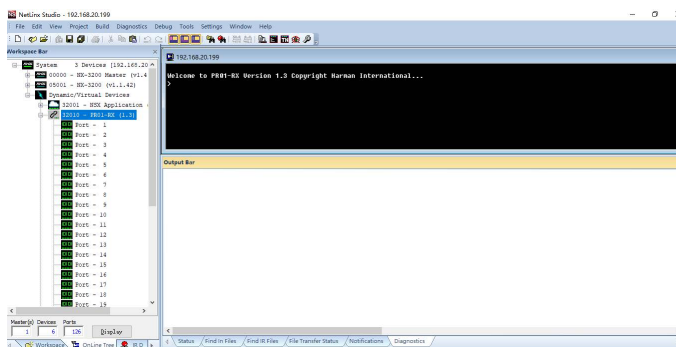 NetLinx Studio - 192.168.20.199
File Edit View Project Build Diagnostics Debug Tools Settings Window Help
Workspace Bar
System 3 Devices [192.168.20
00000 - NX-3200 Master (v1.4
05001 - NX-3200 (v1.1.42)
Dynamic/Virtual Devices
32001 - NSX Application
32010 - PR01-RX (1.3)
Port - 1
Port - 2
Port - 3
Port - 4
Port - 5
Port - 6
Port - 7
Port - 8
Port - 9
Port - 10
Port - 11
Port - 12
Port - 13
Port - 14
Port - 15
Port - 16
Port - 17
Port - 18
Port - 19
Master(s) Devices Ports
1 6 126 Display
Workspace OnLine Tree
192.168.20.199
Welcome to PR01-RX Version 1.3 Copyright Harman International...
>
Output Bar
Status Find In Files Find IR Files File Transfer Status Notifications Diagnostics